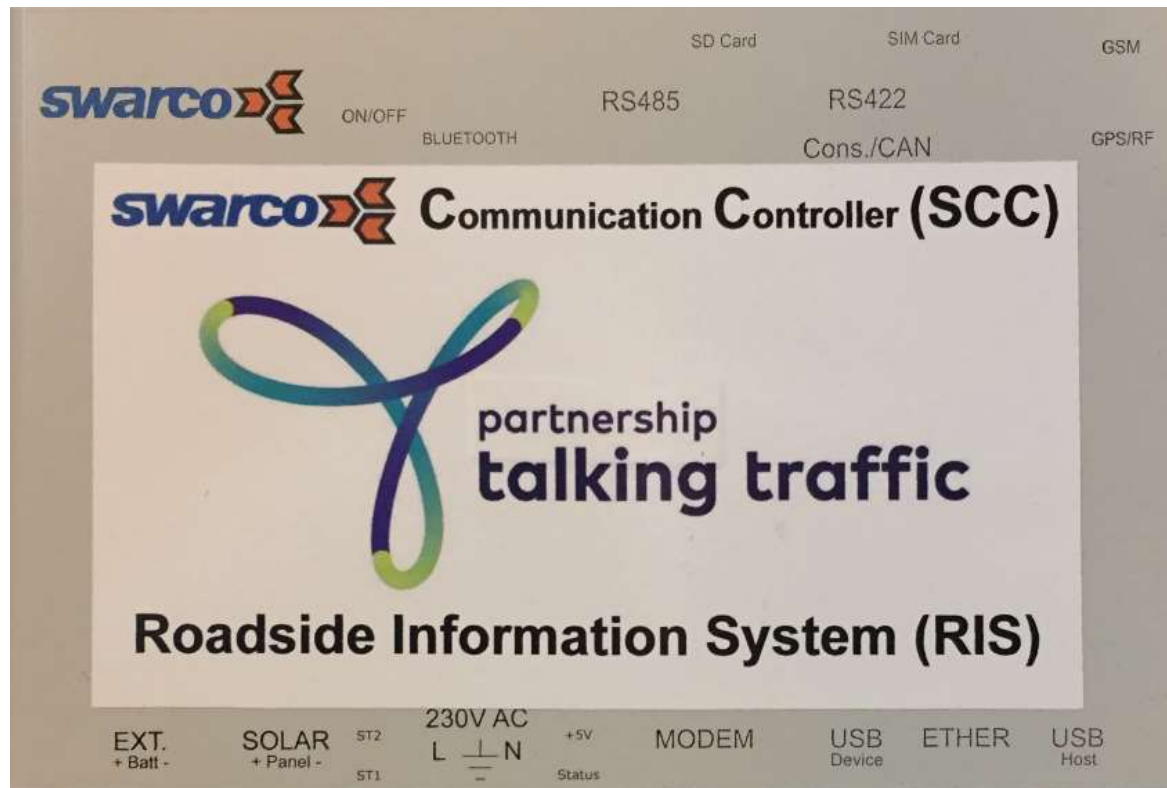 SD Card SIM Card GSM
swarco ON/OFF RS485 RS422
BLUETOOTH Cons./CAN GPS/RF
swarco Communication Controller (SCC)
partnership
talking traffic
Roadside Information System (RIS)
EXT. SOLAR ST2 230V AC +5V MODEM USB ETHER USB
+ Batt - + Panel - L N Device Host
ST1 Status